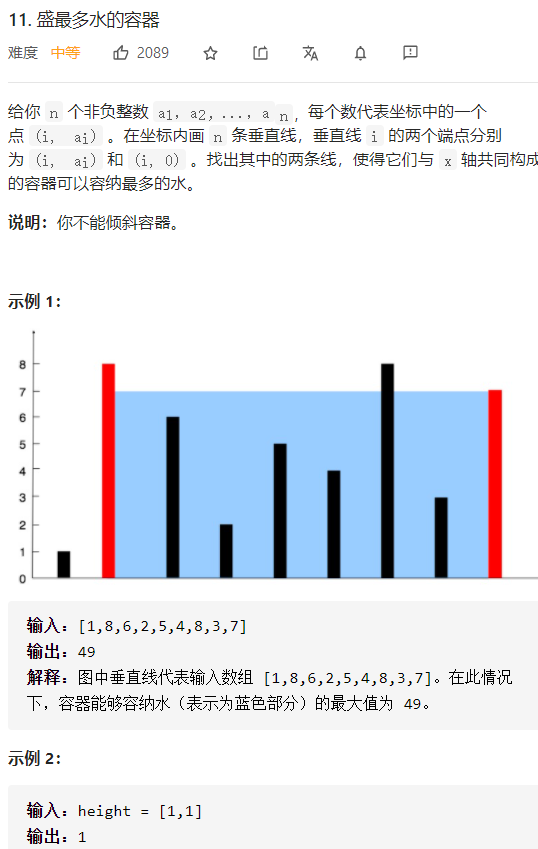 11. 盛最多水的容器
难度 中等 2089
给你 n 个非负整数 a1, a2, ..., a n, 每个数代表坐标中的一个
点 (i, ai) 。在坐标内画 n 条垂直线，垂直线 i 的两个端点分别
为 (i, ai) 和 (i, 0) 。找出其中的两条线，使得它们与 x 轴共同构成
的容器可以容纳最多的水。
说明：你不能倾斜容器。
示例 1：
8
7
6
5
4
3
2
1
0
输入：[1,8,6,2,5,4,8,3,7]
输出：49
解释：图中垂直线代表输入数组 [1,8,6,2,5,4,8,3,7]。在此情况
下，容器能够容纳水（表示为蓝色部分）的最大值为 49。
示例 2：
输入：height = [1,1]
输出：1